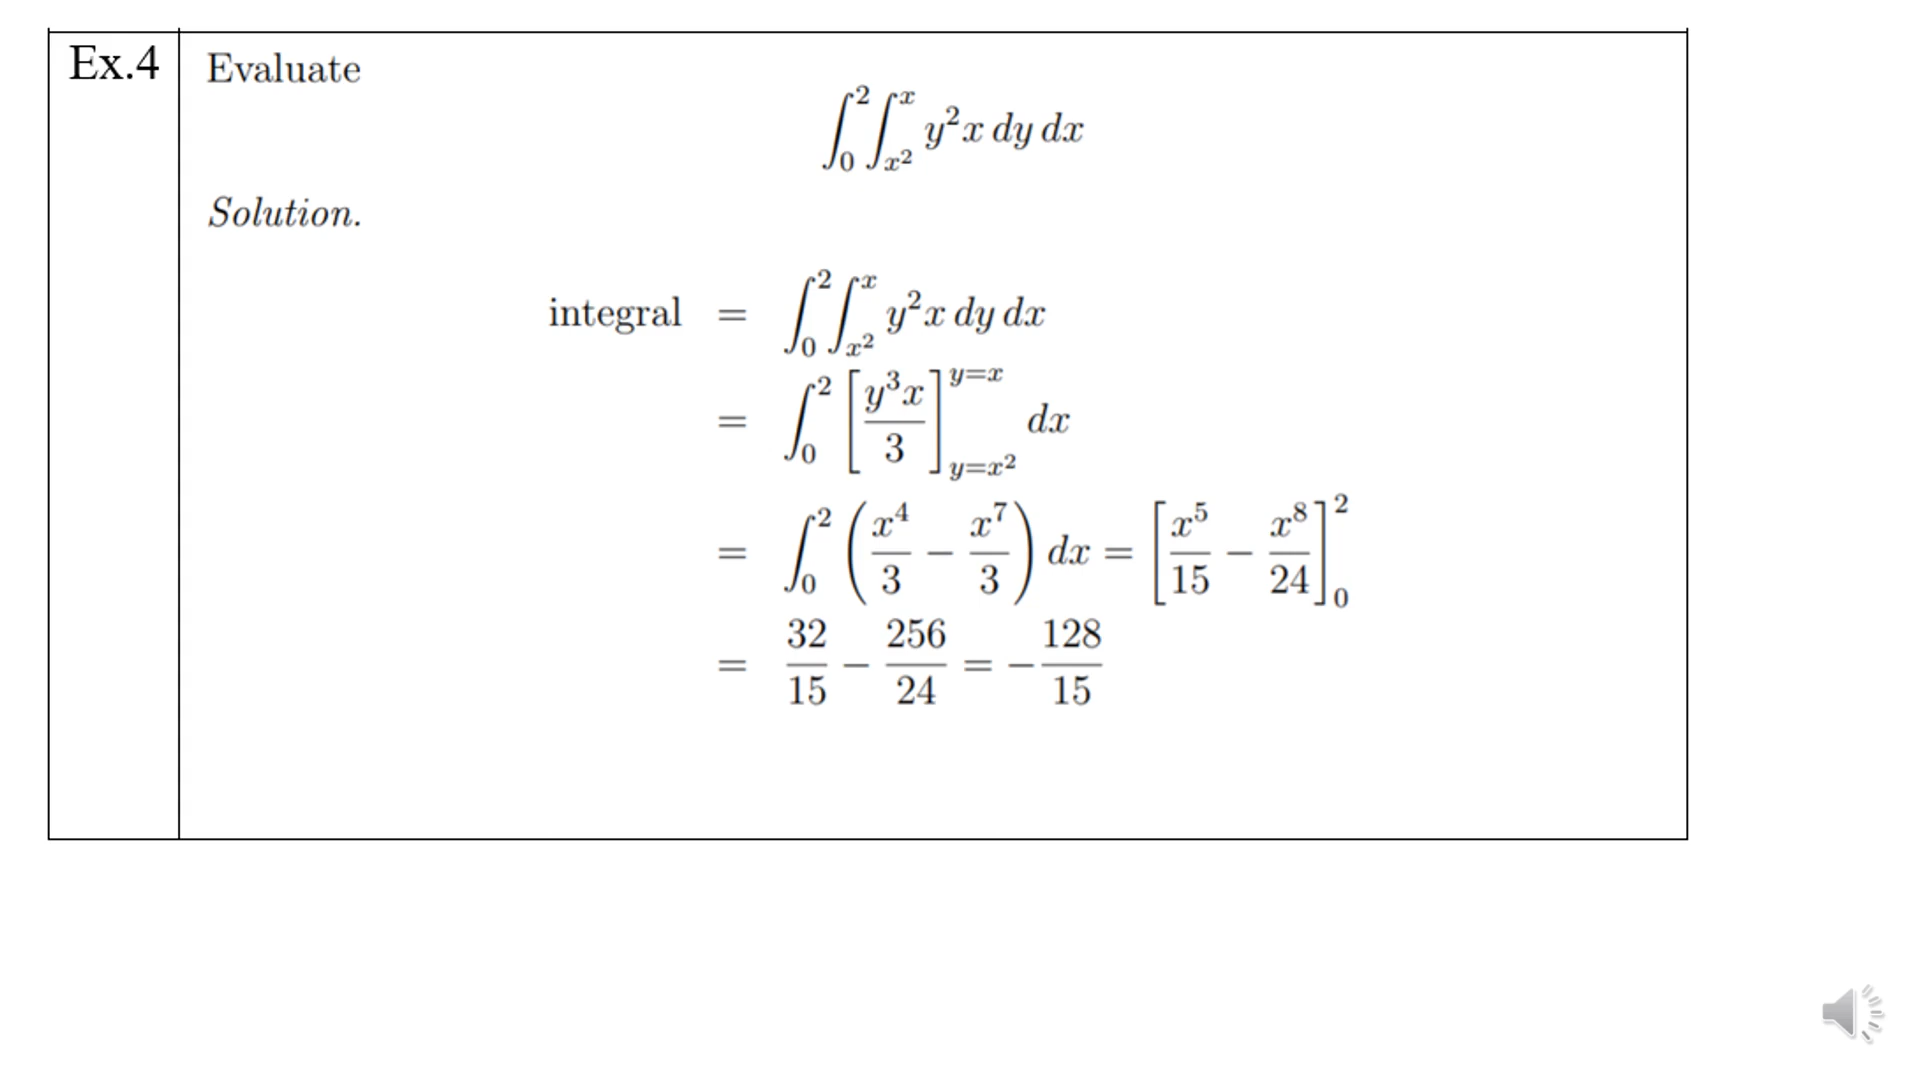 Ex.4
Evaluate
∫₀² ∫ₓ₂ˣ y²x dy dx
Solution.
integral = ∫₀² ∫_{x²}^{x} y²x dy dx
= ∫₀² [y³x/3]_{y=x²}^{y=x} dx
= ∫₀² (x⁴/3 − x⁷/3) dx = [x⁵/15 − x⁸/24]₀²
= 32/15 − 256/24 = −128/15